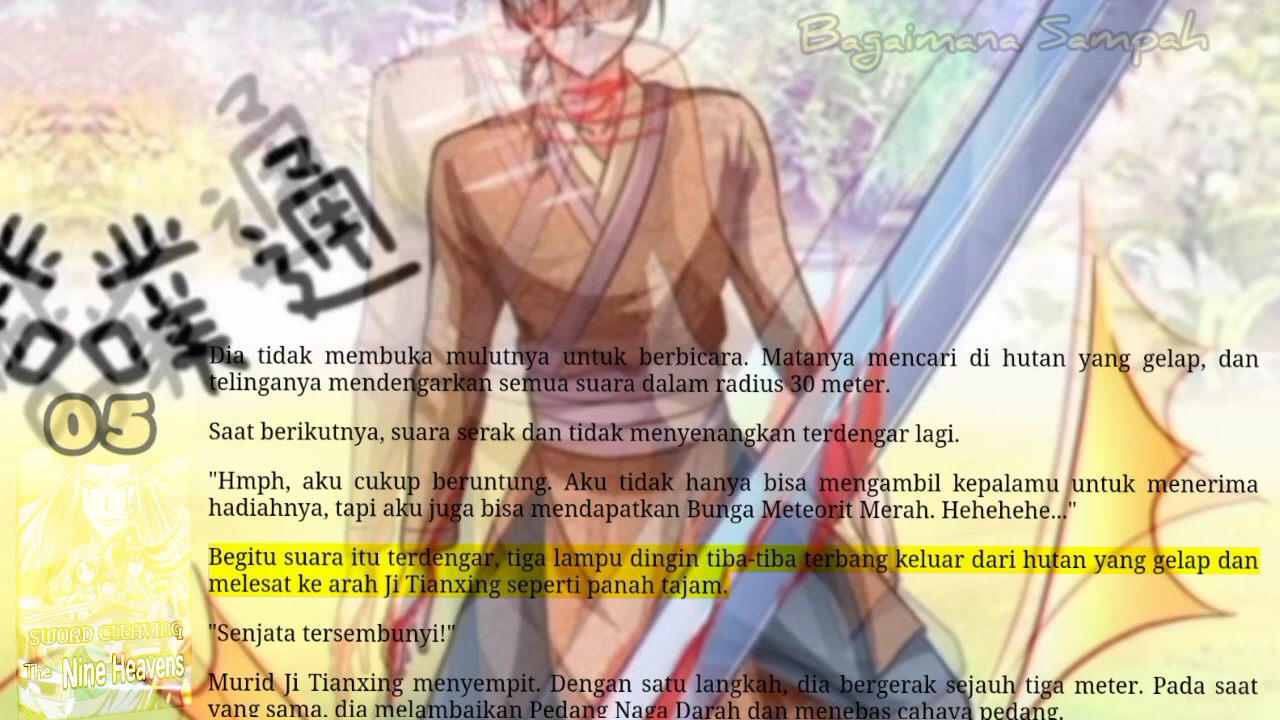 Bagaimana Sampah
Dia tidak membuka mulutnya untuk berbicara. Matanya mencari di hutan yang gelap, dan
telinganya mendengarkan semua suara dalam radius 30 meter.
Saat berikutnya, suara serak dan tidak menyenangkan terdengar lagi.
"Hmph, aku cukup beruntung. Aku tidak hanya bisa mengambil kepalamu untuk menerima
hadiahnya, tapi aku juga bisa mendapatkan Bunga Meteorit Merah. Hehehehe..."
Begitu suara itu terdengar, tiga lampu dingin tiba-tiba terbang keluar dari hutan yang gelap dan
melesat ke arah Ji Tianxing seperti panah tajam.
"Senjata tersembunyi!"
Murid Ji Tianxing menyempit. Dengan satu langkah, dia bergerak sejauh tiga meter. Pada saat
yang sama, dia melambaikan Pedang Naga Darah dan menebas cahaya pedang.
05
SWORD CLEAVING
The Nine Heavens